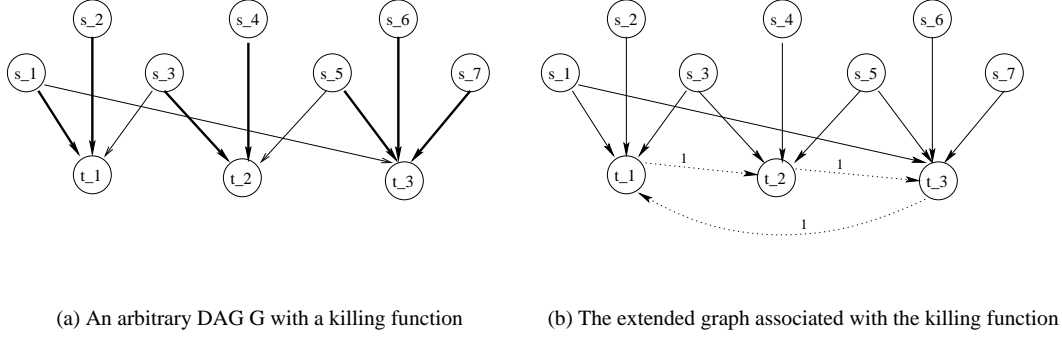 s_2 s_4 s_6 s_2 s_4 s_6
s_1 s_3 s_5 s_7 s_1 s_3 s_5 s_7
1 1
t_1 t_2 t_3 t_1 t_2 t_3
1
(a) An arbitrary DAG G with a killing function (b) The extended graph associated with the killing function